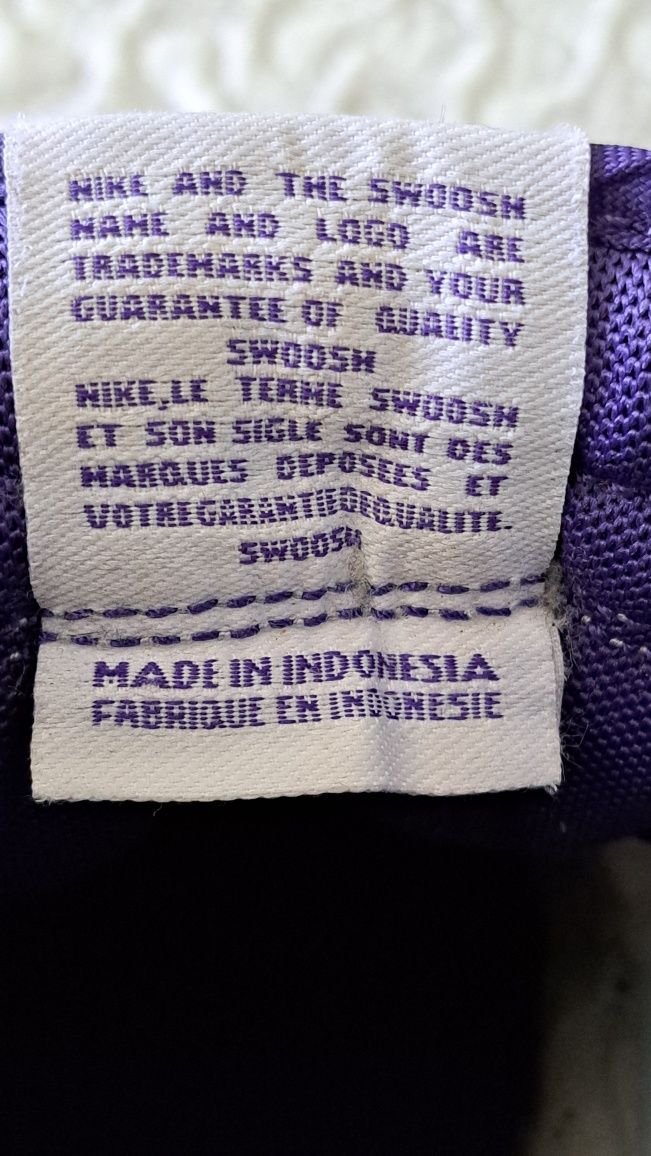 NIKE AND THE SWOOSH
NAME AND LOGO ARE
TRADEMARKS AND YOUR
GUARANTEE OF QUALITY
SWOOSH
NIKE,LE TERME SWOOSH
ET SON SIGLE SONT DES
MARQUES DEPOSEES ET
VOTREGARANTIEDEQUALITE.
SWOOSH
MADE IN INDONESIA
FABRIQUE EN INDONESIE